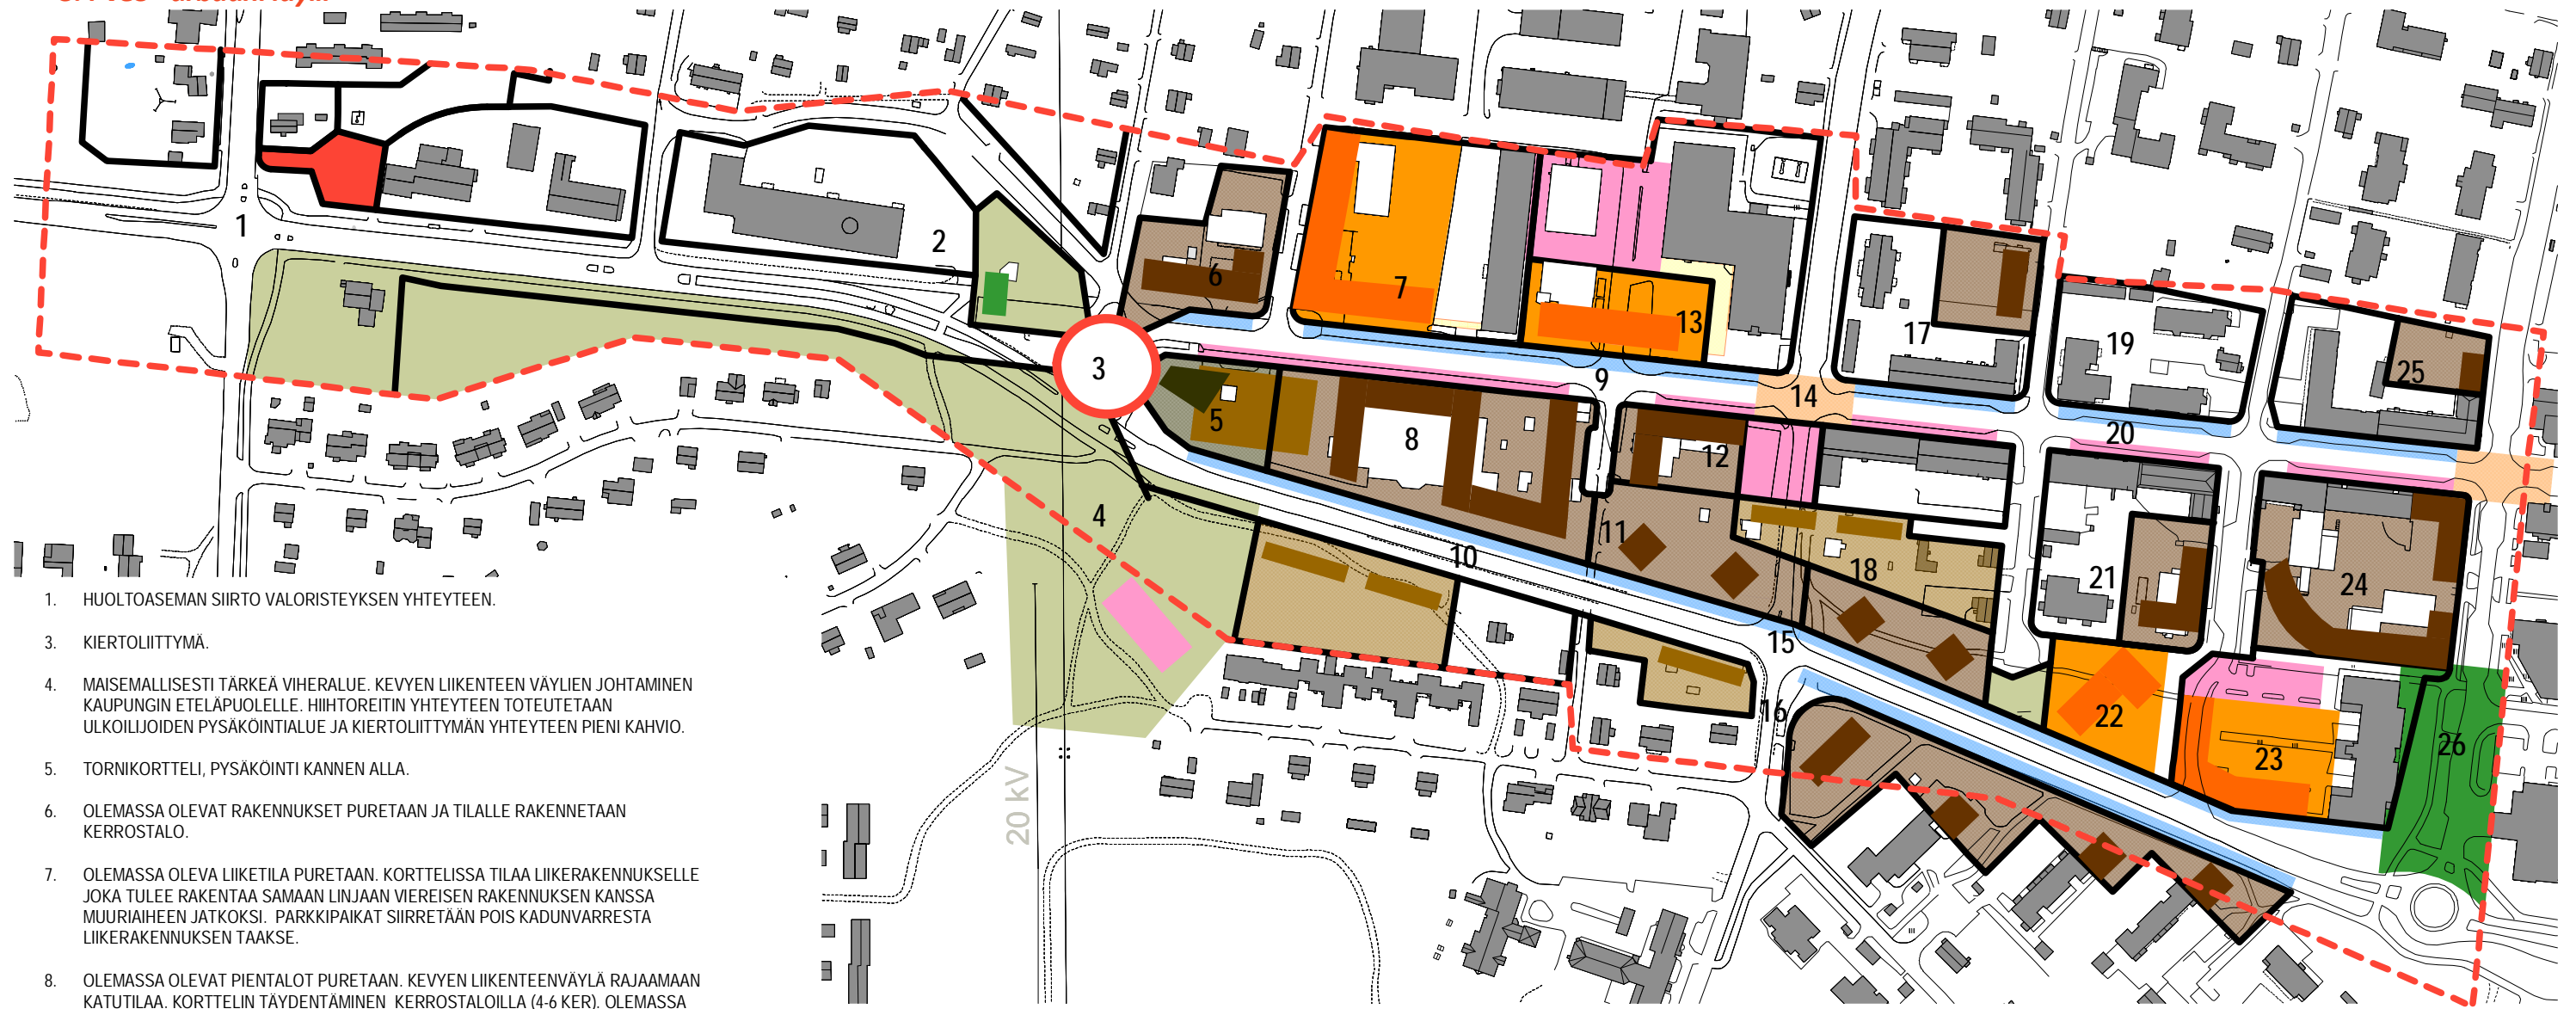 1
2
3
4
5
6
7
8
9
10
11
12
13
14
15
16
17
18
19
20
21
22
23
24
25
26
20 kV
1. HUOLTOASEMAN SIIRTO VALORISTEYKSEN YHTEYTEEN.
3. KIERTOLIITTYMÄ.
4. MAISEMALLISESTI TÄRKEÄ VIHERALUE. KEVYEN LIIKENTEEN VÄYLIEN JOHTAMINEN
KAUPUNGIN ETELÄPUOLELLE. HIIHTOREITIN YHTEYTEEN TOTEUTETAAN
ULKOILIJOIDEN PYSÄKÖINTIALUE JA KIERTOLIITTYMÄN YHTEYTEEN PIENI KAHVIO.
5. TORNIKORTTELI, PYSÄKÖINTI KANNEN ALLA.
6. OLEMASSA OLEVAT RAKENNUKSET PURETAAN JA TILALLE RAKENNETAAN
KERROSTALO.
7. OLEMASSA OLEVA LIIKETILA PURETAAN. KORTTELISSA TILAA LIIKERAKENNUKSELLE
JOKA TULEE RAKENTAA SAMAAN LINJAAN VIEREISEN RAKENNUKSEN KANSSA
MUURIAIHEEN JATKOKSI. PARKKIPAIKAT SIIRRETÄÄN POIS KADUNVARRESTA
LIIKERAKENNUKSEN TAAKSE.
8. OLEMASSA OLEVAT PIENTALOT PURETAAN. KEVYEN LIIKENTEENVÄYLÄ RAJAAMAAN
KATUTILAA. KORTTELIN TÄYDENTÄMINEN KERROSTALOILLA (4-6 KER). OLEMASSA